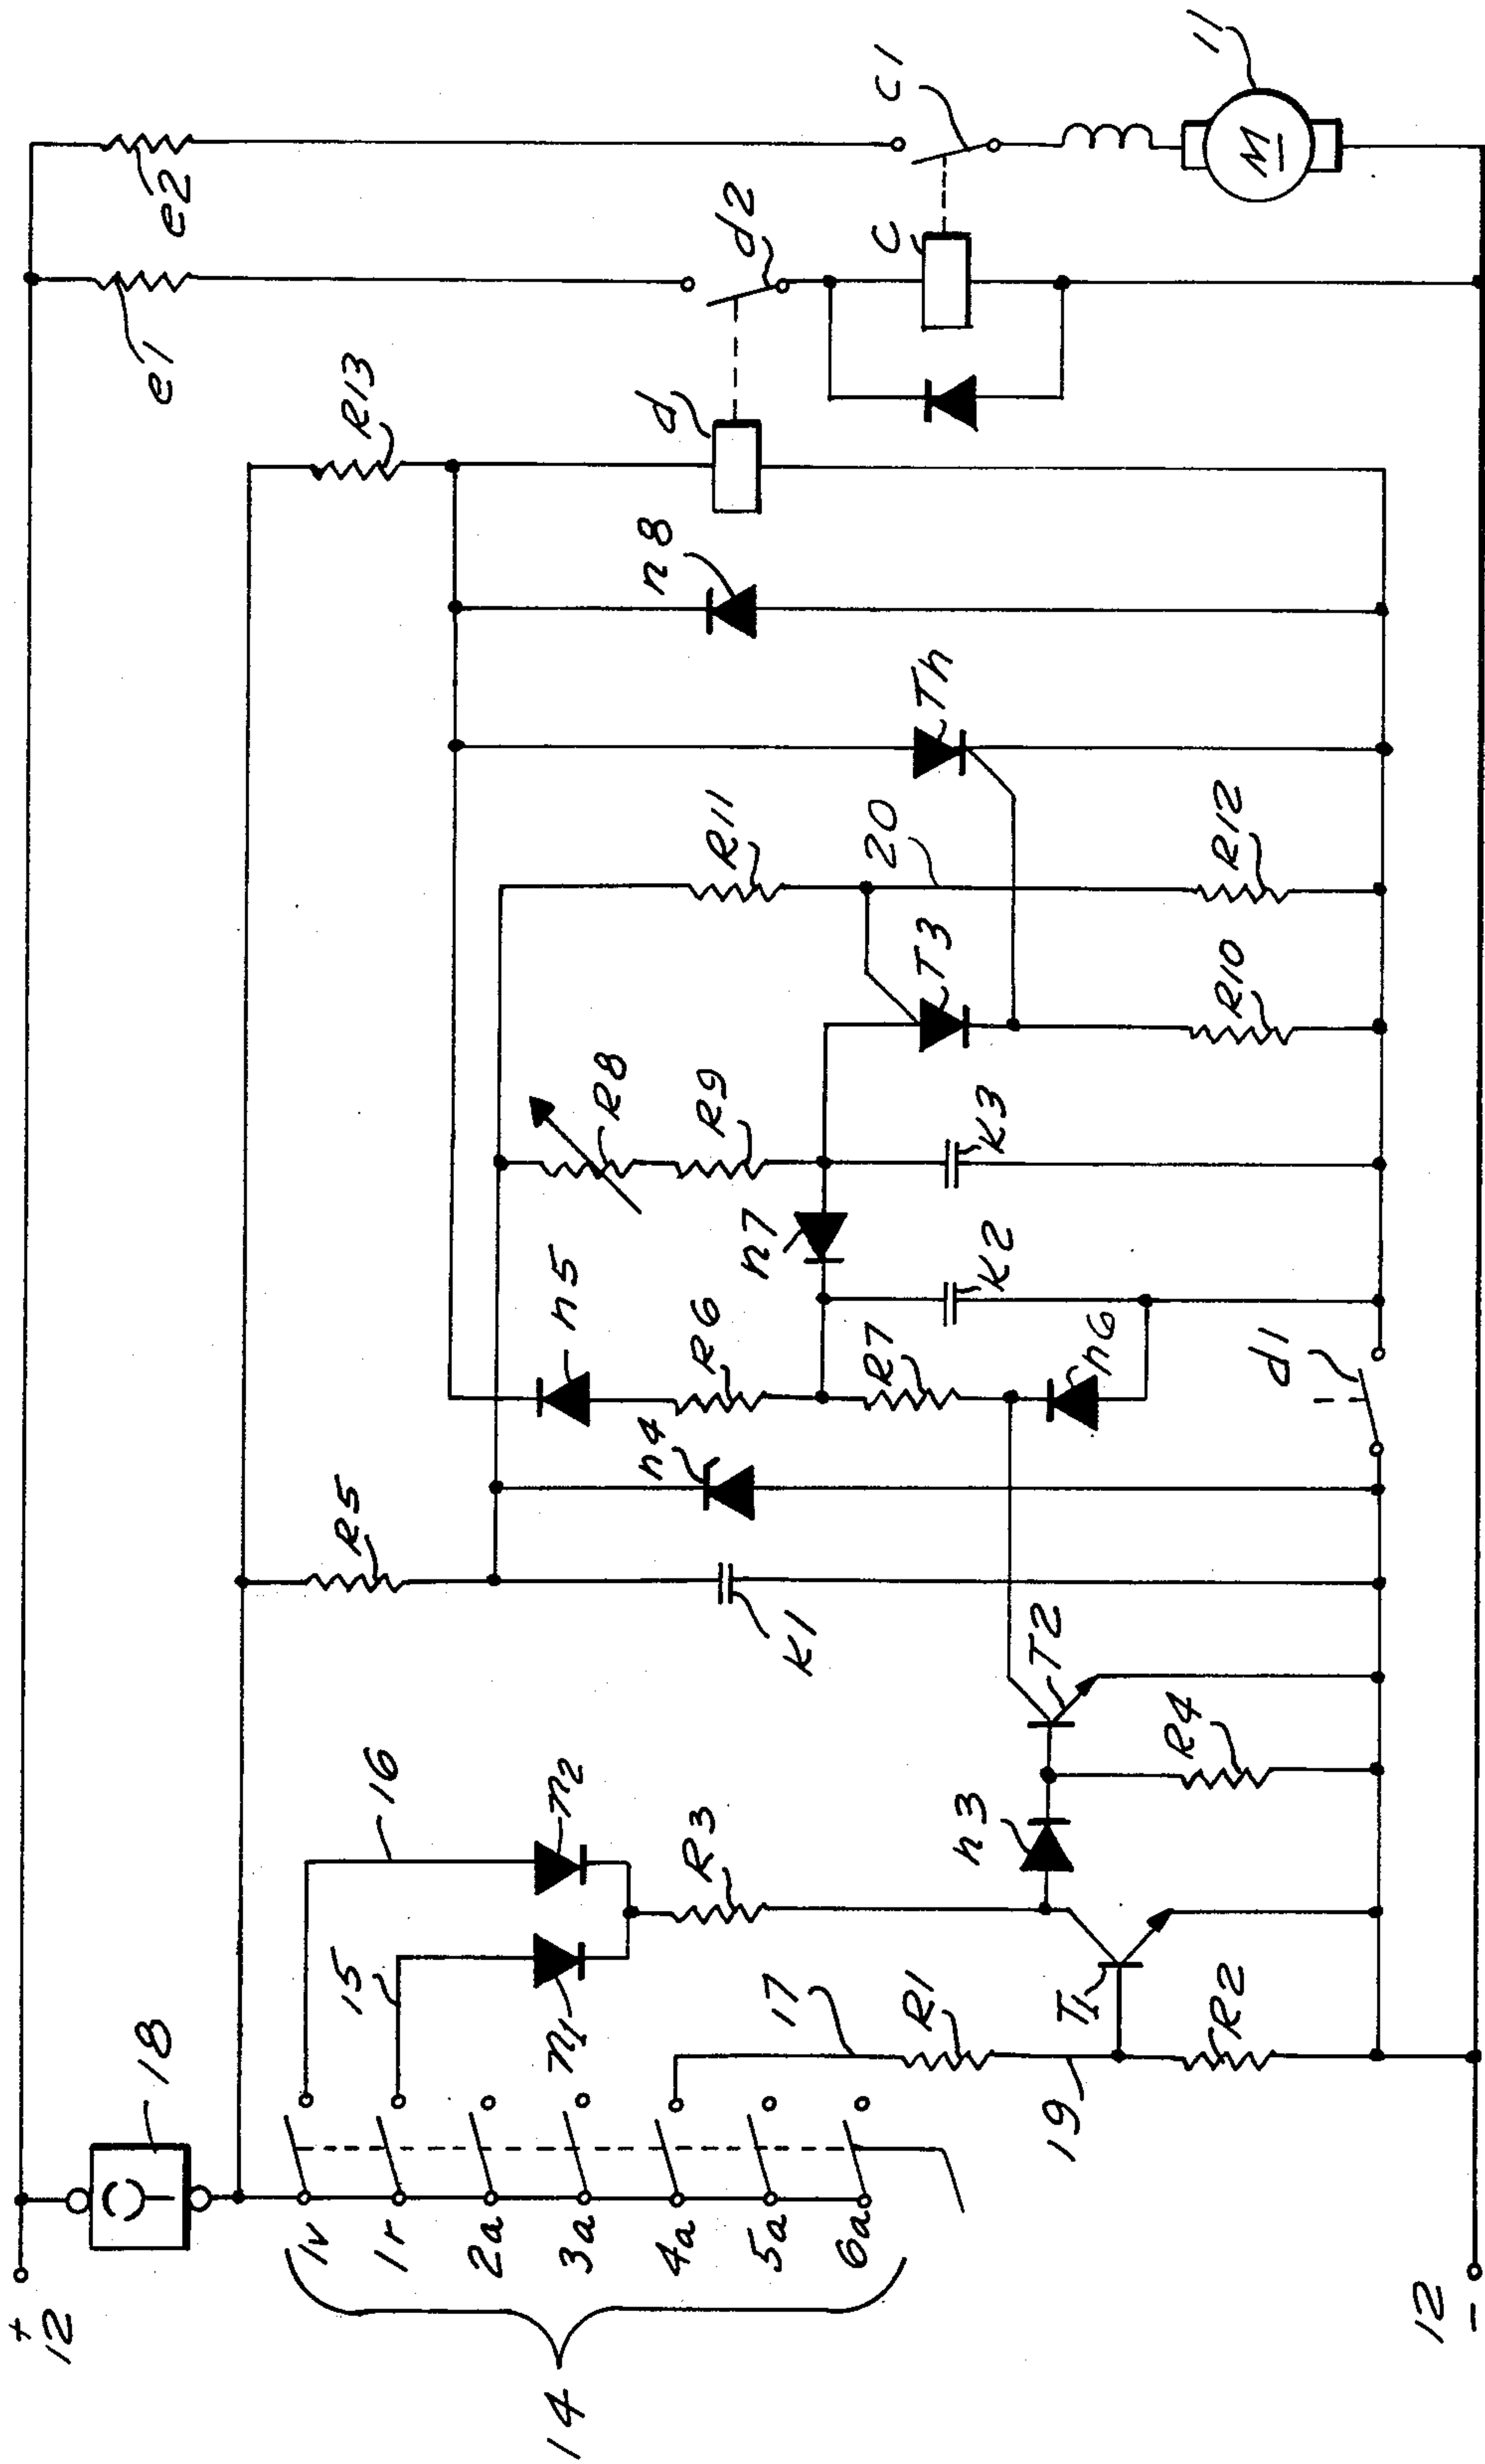 +
12
18
14
1v
1r
2a
3a
4a
5a
6a
15
16
n1
n2
17
R1
19
T1
R2
R3
n3
R4
T2
R5
K1
n4
n5
R6
R7
n6
d1
n7
K2
R8
R9
K3
T3
R10
R11
20
R12
Th
n8
R13
d
e1
d2
c
e2
c1
M
11
12
-